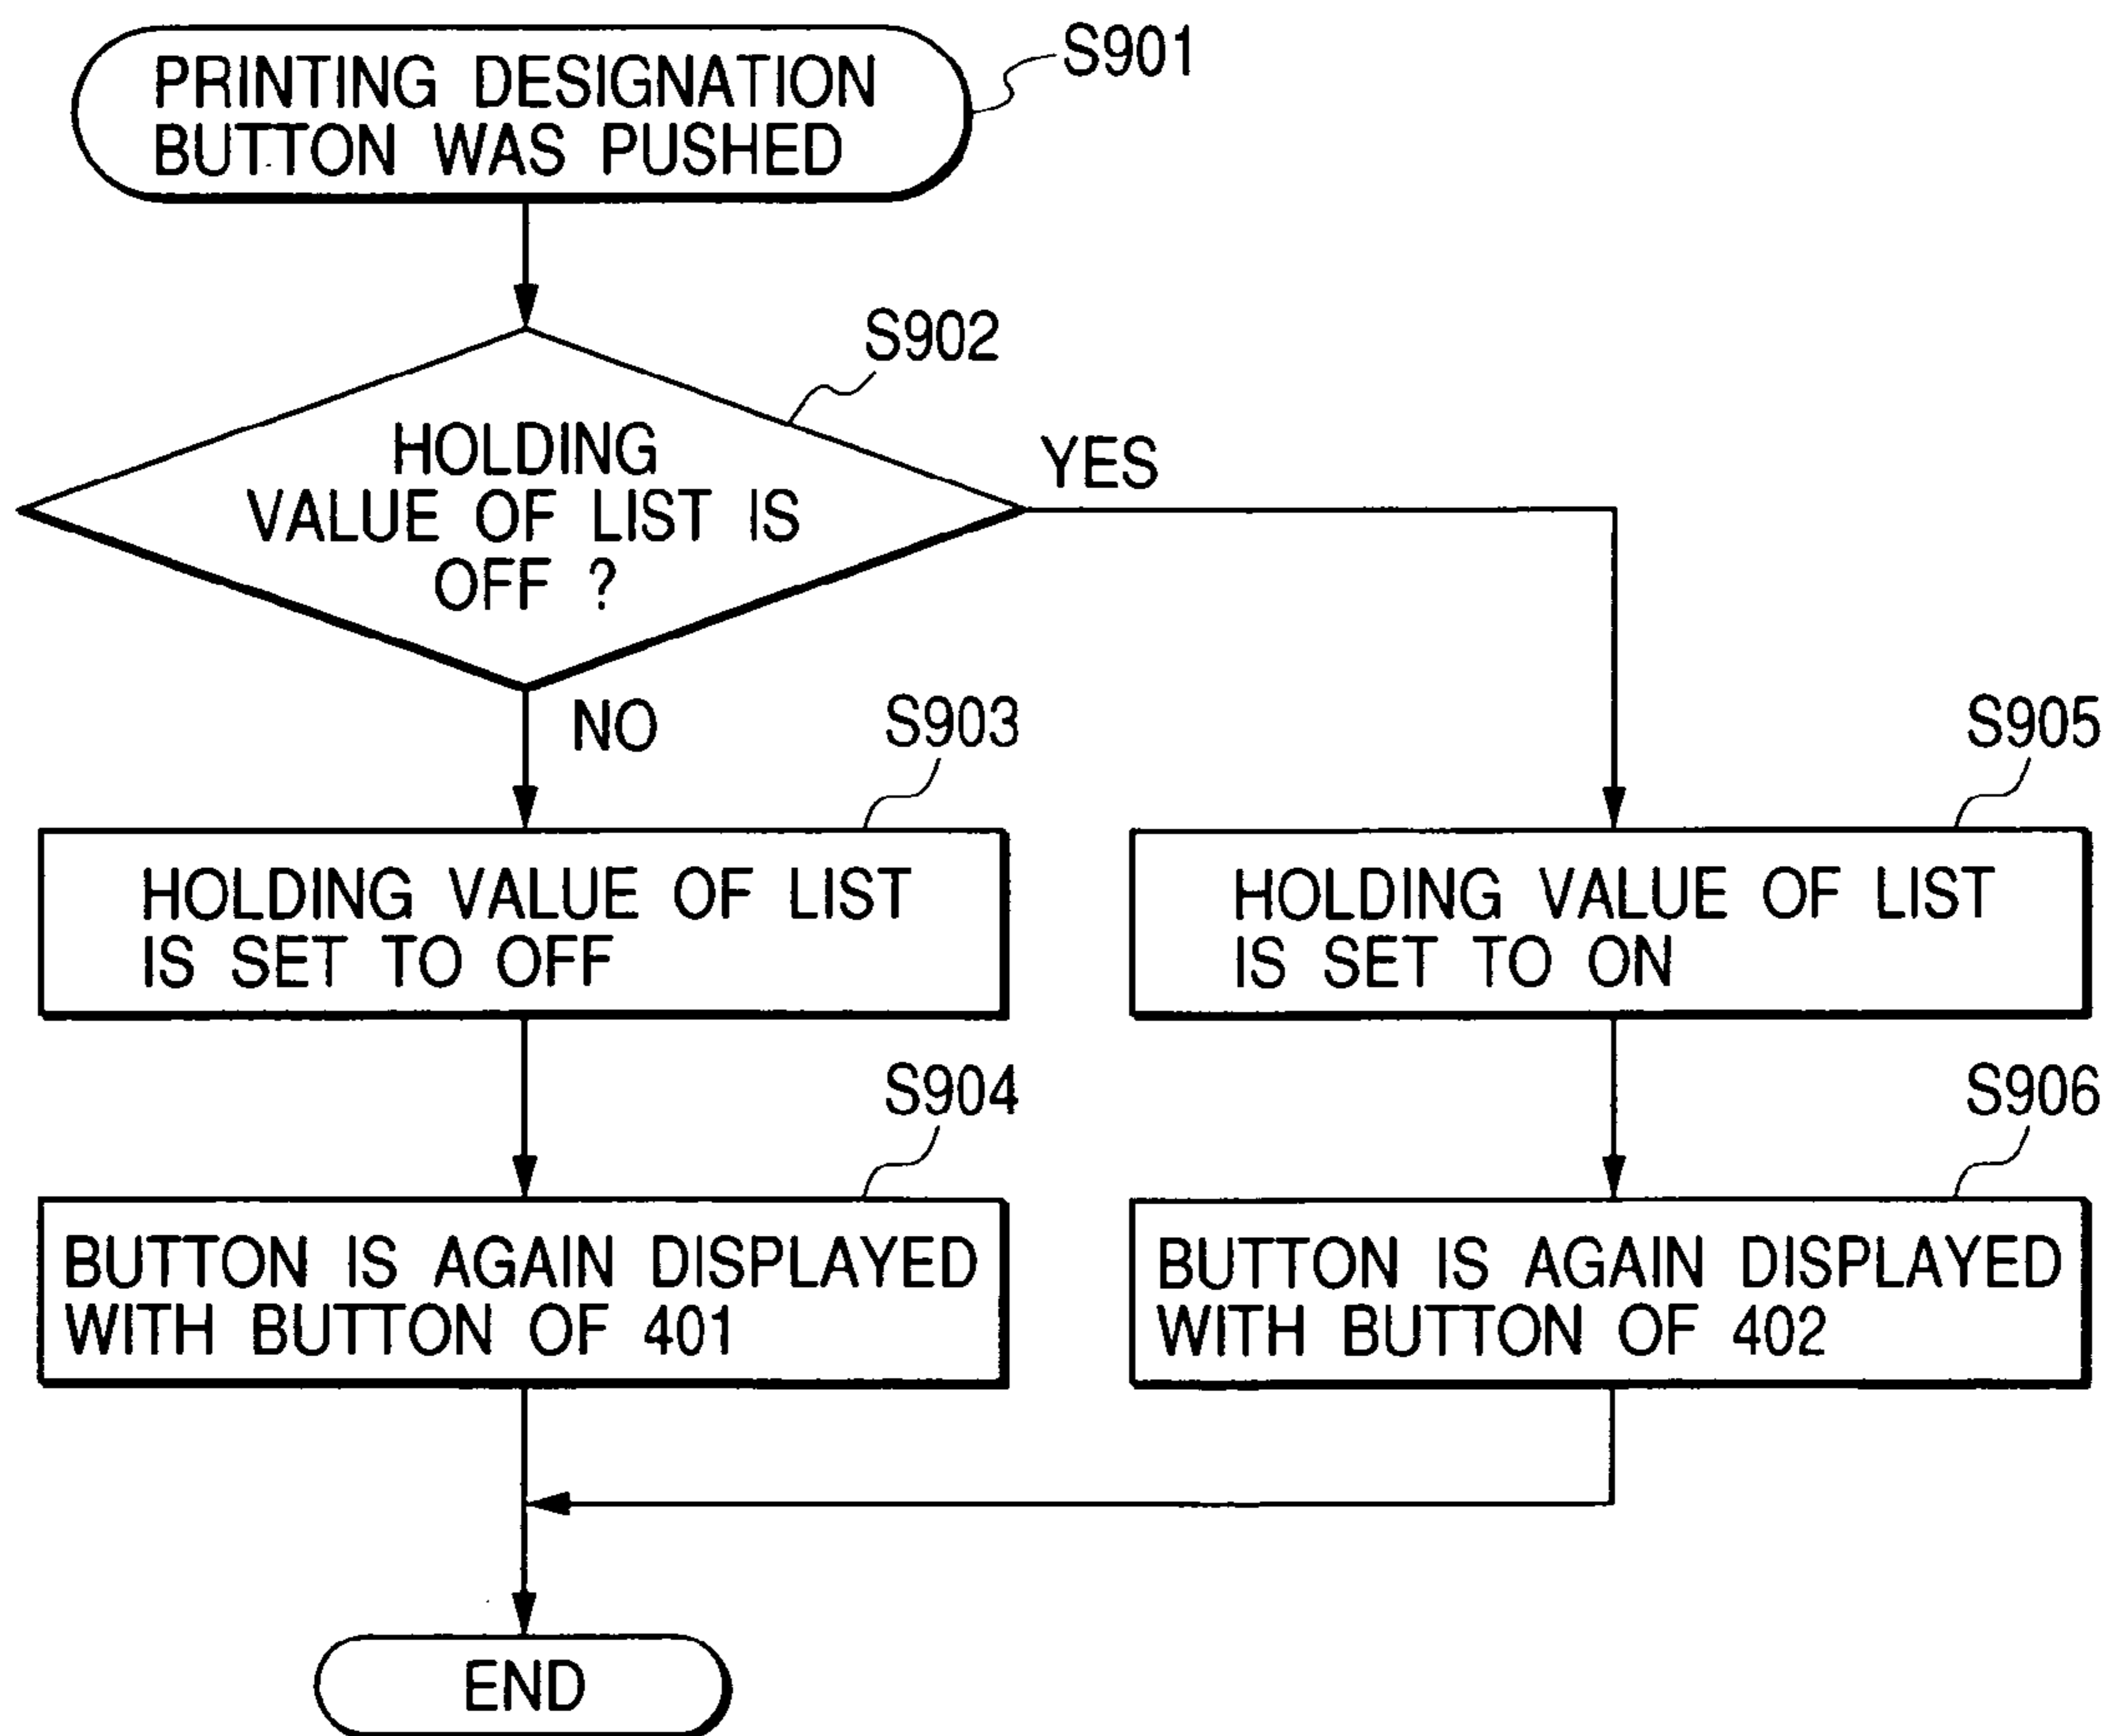 PRINTING DESIGNATION
BUTTON WAS PUSHED
S901
S902
HOLDING
VALUE OF LIST IS
OFF ?
YES
NO
S903
HOLDING VALUE OF LIST
IS SET TO OFF
S905
HOLDING VALUE OF LIST
IS SET TO ON
S904
BUTTON IS AGAIN DISPLAYED
WITH BUTTON OF 401
S906
BUTTON IS AGAIN DISPLAYED
WITH BUTTON OF 402
END